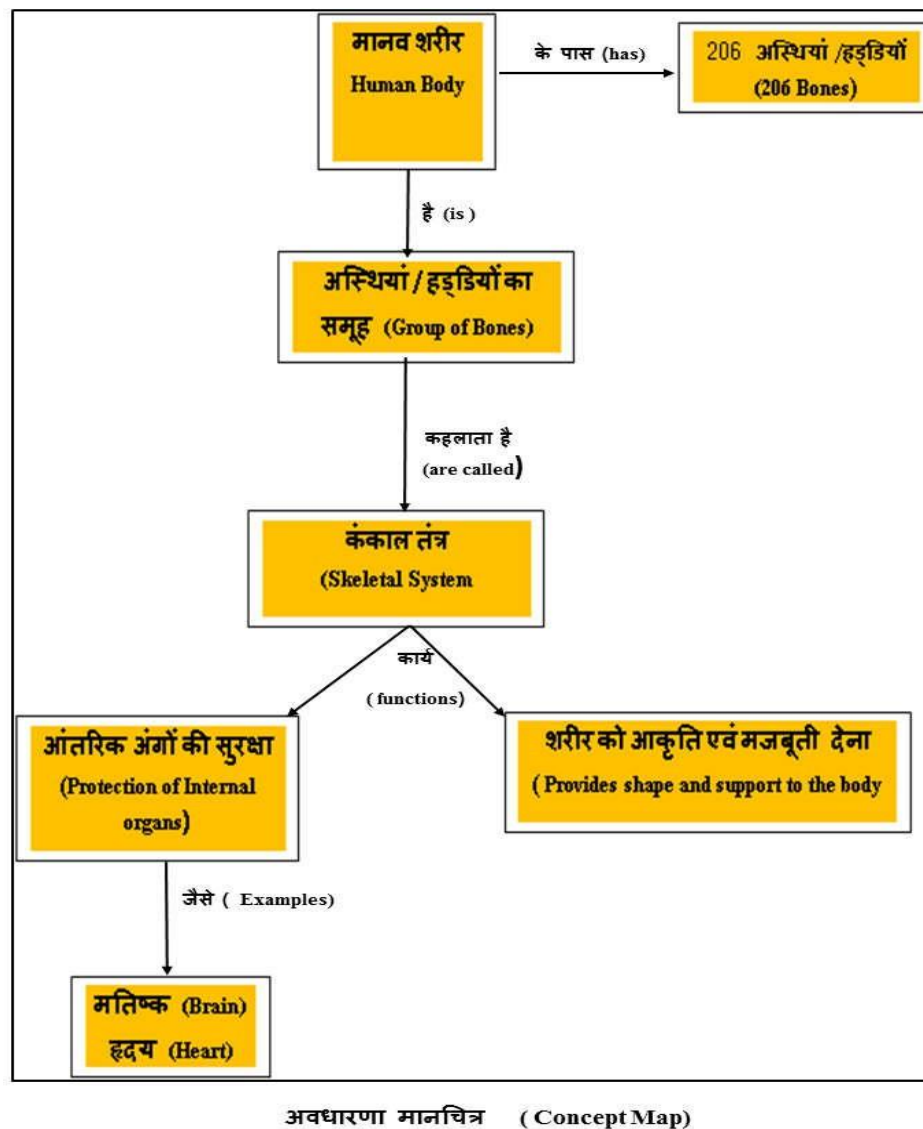 मानव शरीर
Human Body
के पास (has)
206 अस्थियां /हड्डियों
(206 Bones)
है (is )
अस्थियां / हड्डियों का
समूह (Group of Bones)
कहलाता है
(are called)
कंकाल तंत्र
(Skeletal System
कार्य
( functions)
आंतरिक अंगों की सुरक्षा
(Protection of Internal
organs)
शरीर को आकृति एवं मजबूती देना
( Provides shape and support to the body
जैसे ( Examples)
मतिष्क (Brain)
हृदय (Heart)
अवधारणा मानचित्र ( Concept Map)